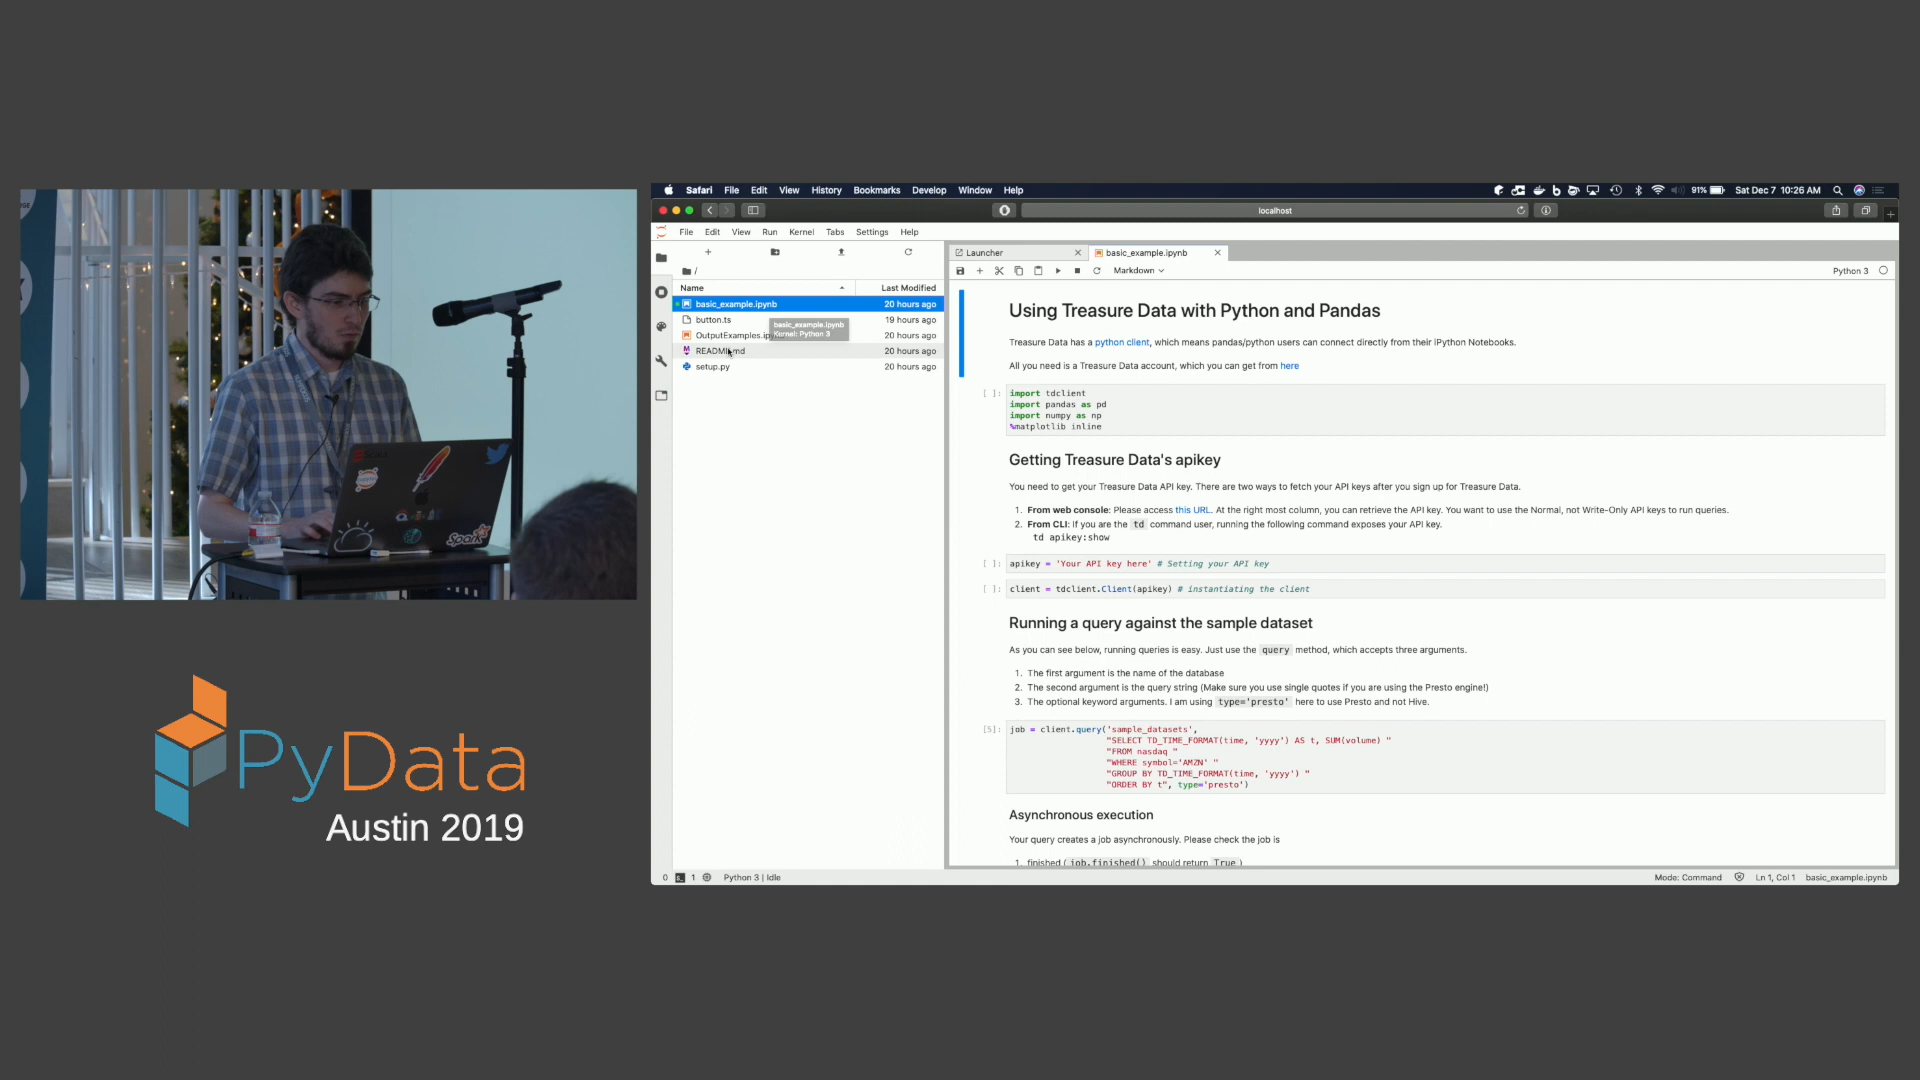 Safari File Edit View History Bookmarks Develop Window Help
91% Sat Dec 7 10:26 AM
localhost
File Edit View Run Kernel Tabs Settings Help
/
Name Last Modified
basic_example.ipynb 20 hours ago
button.ts 19 hours ago
OutputExamples.ip 20 hours ago
README.md 20 hours ago
setup.py 20 hours ago
basic_example.ipynb
Kernel: Python 3
Launcher
basic_example.ipynb
Markdown
Python 3
Using Treasure Data with Python and Pandas
Treasure Data has a python client, which means pandas/python users can connect directly from their iPython Notebooks.
All you need is a Treasure Data account, which you can get from here
[ ]: import tdclient
import pandas as pd
import numpy as np
%matplotlib inline
Getting Treasure Data's apikey
You need to get your Treasure Data API key. There are two ways to fetch your API keys after you sign up for Treasure Data.
1. From web console: Please access this URL. At the right most column, you can retrieve the API key. You want to use the Normal, not Write-Only API keys to run queries.
2. From CLI: If you are the td command user, running the following command exposes your API key.
td apikey:show
[ ]: apikey = 'Your API key here' # Setting your API key
[ ]: client = tdclient.Client(apikey) # instantiating the client
Running a query against the sample dataset
As you can see below, running queries is easy. Just use the query method, which accepts three arguments.
1. The first argument is the name of the database
2. The second argument is the query string (Make sure you use single quotes if you are using the Presto engine!)
3. The optional keyword arguments. I am using type='presto' here to use Presto and not Hive.
[5]: job = client.query('sample_datasets',
"SELECT TD_TIME_FORMAT(time, 'yyyy') AS t, SUM(volume) "
"FROM nasdaq "
"WHERE symbol='AMZN' "
"GROUP BY TD_TIME_FORMAT(time, 'yyyy') "
"ORDER BY t", type='presto')
Asynchronous execution
Your query creates a job asynchronously. Please check the job is
1. finished ( job.finished() should return True )
0 1 Python 3 | Idle
Mode: Command Ln 1, Col 1 basic_example.ipynb
Spark
PyData
Austin 2019